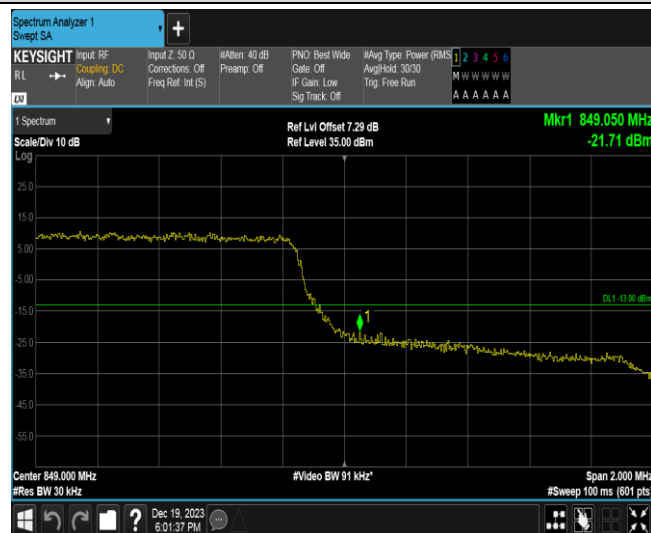 Spectrum Analyzer 1
Swept SA
+
KEYSIGHT
RL
LXI
Input: RF
Coupling: DC
Align: Auto
Input Z: 50 Ω
Corrections: Off
Freq Ref: Int (S)
#Atten: 40 dB
Preamp: Off
PNO: Best Wide
Gate: Off
IF Gain: Low
Sig Track: Off
#Avg Type: Power (RMS
Avg|Hold: 30/30
Trig: Free Run
1 2 3 4 5 6
M W W W W W
A A A A A A
1 Spectrum
Scale/Div 10 dB
Ref Lvl Offset 7.29 dB
Ref Level 35.00 dBm
Mkr1 849.050 MHz
-21.71 dBm
Log
25.0
15.0
5.00
-5.00
-15.0
-25.0
-35.0
-45.0
-55.0
DL1 -13.00 dBm
1
Center 849.000 MHz
#Res BW 30 kHz
#Video BW 91 kHz*
Span 2.000 MHz
#Sweep 100 ms (601 pts
?
Dec 19, 2023
6:01:37 PM